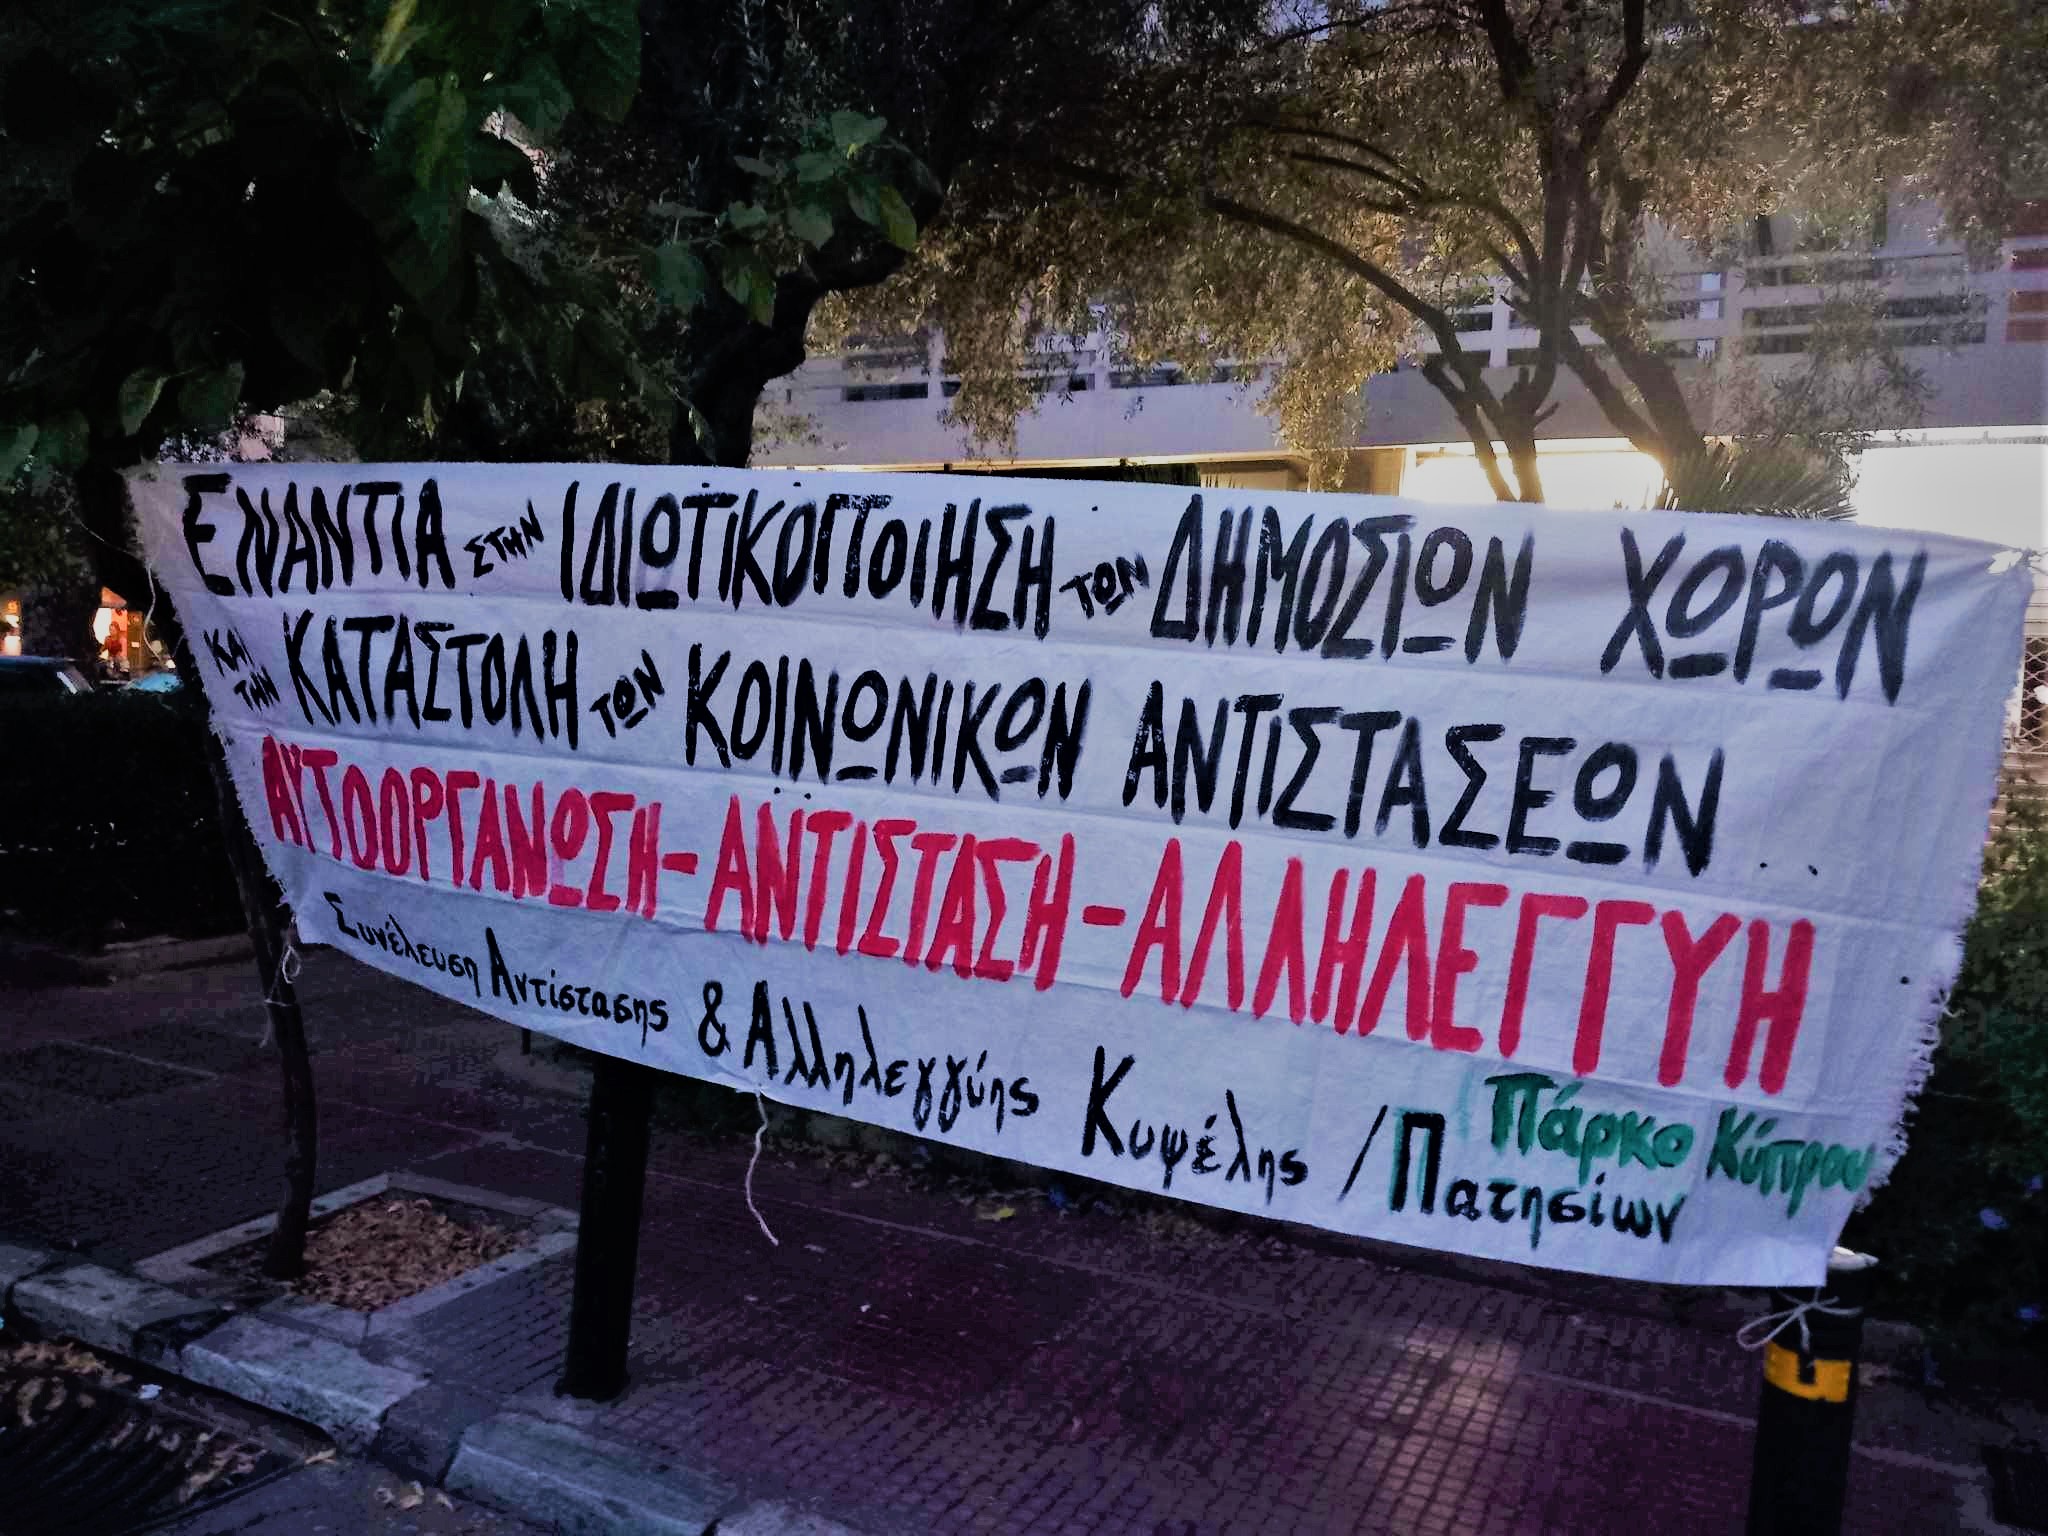 ΕΝΑΝΤΙΑ ΣΤΗΝ ΙΔΙΩΤΙΚΟΠΟΙΗΣΗ ΤΩΝ ΔΗΜΟΣΙΩΝ ΧΩΡΩΝ
ΚΑΙ ΤΗΝ ΚΑΤΑΣΤΟΛΗ ΤΩΝ ΚΟΙΝΩΝΙΚΩΝ ΑΝΤΙΣΤΑΣΕΩΝ
ΑΥΤΟΟΡΓΑΝΩΣΗ-ΑΝΤΙΣΤΑΣΗ-ΑΛΛΗΛΕΓΓΥΗ
Συνέλευση Αντίστασης & Αλληλεγγύης Κυψέλης / Πατησίων
Πάρκο Κύπρου